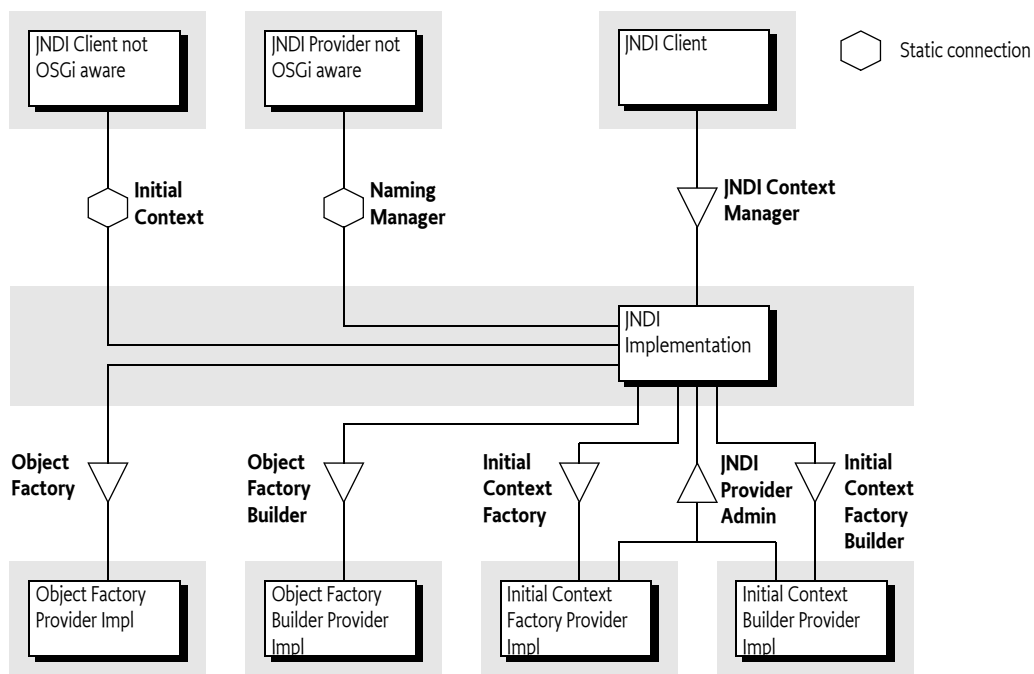 JNDI Client not
OSGi aware
JNDI Provider not
OSGi aware
JNDI Client
Static connection
Initial
Context
Naming
Manager
JNDI Context
Manager
JNDI
Implementation
Object
Factory
Object
Factory
Builder
Initial
Context
Factory
JNDI
Provider
Admin
Initial
Context
Factory
Builder
Object Factory
Provider Impl
Object Factory
Builder Provider
Impl
Initial Context
Factory Provider
Impl
Initial Context
Builder Provider
Impl